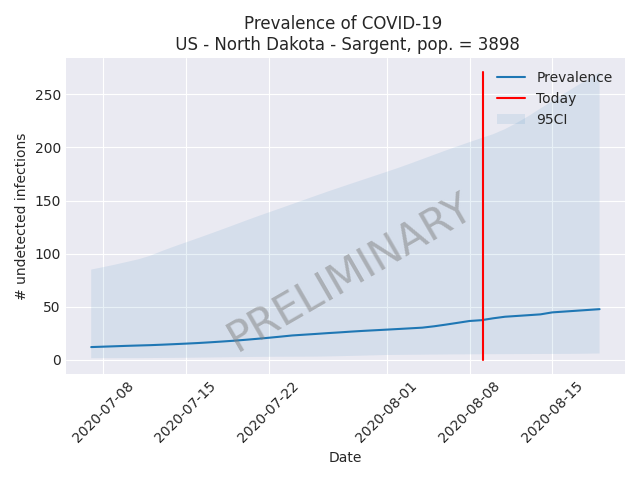 Prevalence of COVID-19
US - North Dakota - Sargent, pop. = 3898
Prevalence
Today
95CI
250
200
150
100
50
0
# undetected infections
PRELIMINARY
2020-07-08
2020-07-15
2020-07-22
2020-08-01
2020-08-08
2020-08-15
Date